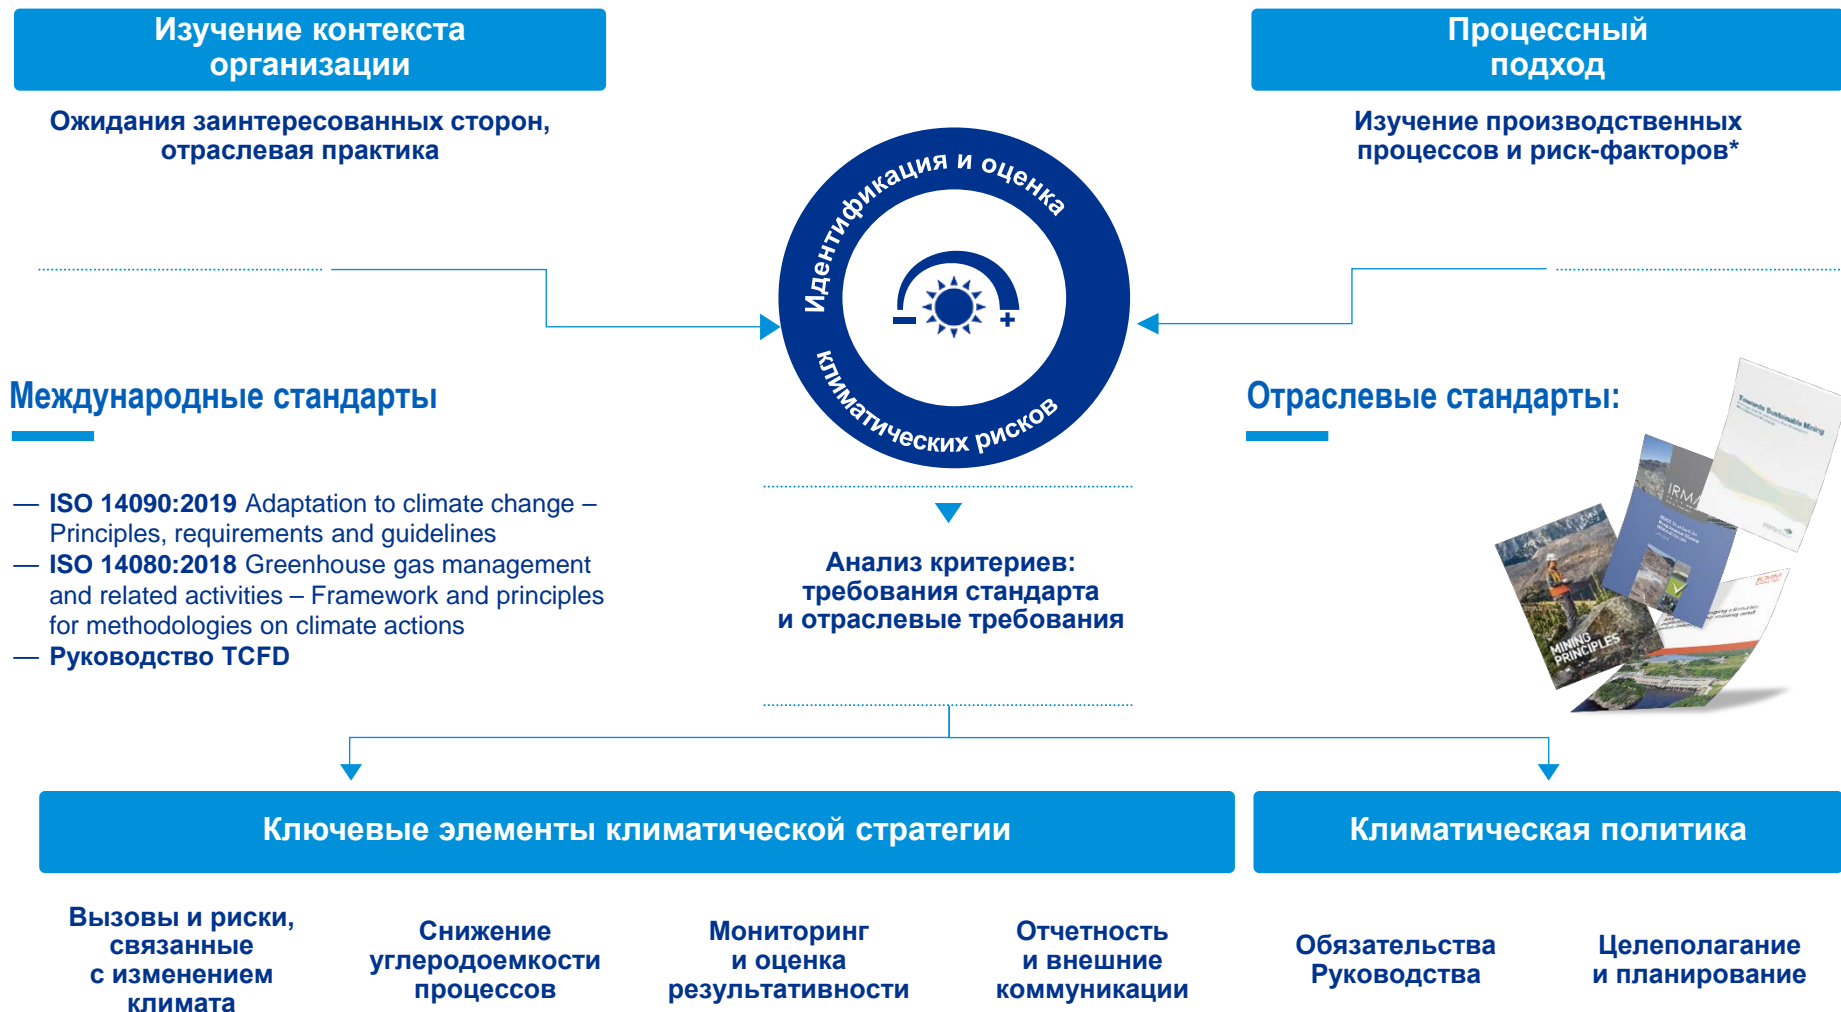 Изучение контекста
организации
Процессный
подход
Ожидания заинтересованных сторон,
отраслевая практика
Изучение производственных
процессов и риск-факторов*
Идентификация и оценка
климатических рисков
Международные стандарты
— ISO 14090:2019 Adaptation to climate change –
Principles, requirements and guidelines
— ISO 14080:2018 Greenhouse gas management
and related activities – Framework and principles
for methodologies on climate actions
— Руководство TCFD
Отраслевые стандарты:
Towards Sustainable Mining
IRMA
MINING
PRINCIPLES
Анализ критериев:
требования стандарта
и отраслевые требования
Ключевые элементы климатической стратегии
Климатическая политика
Вызовы и риски,
связанные
с изменением
климата
Снижение
углеродоемкости
процессов
Мониторинг
и оценка
результативности
Отчетность
и внешние
коммуникации
Обязательства
Руководства
Целеполагание
и планирование